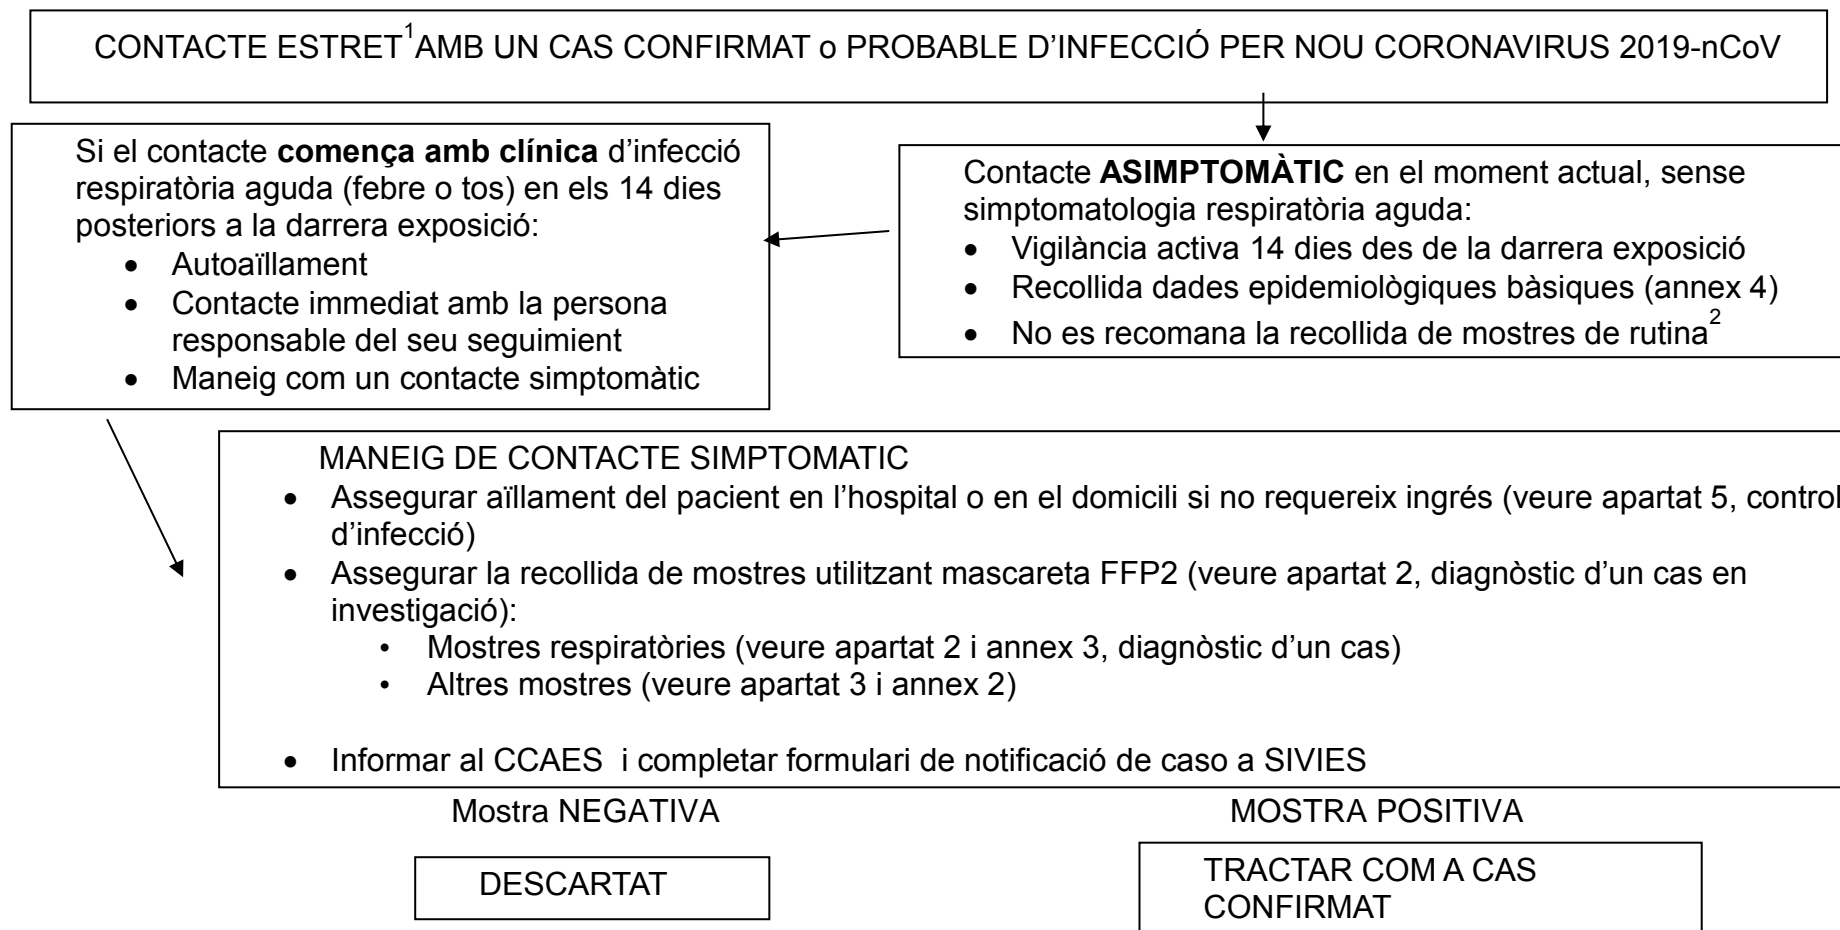 CONTACTE ESTRET¹AMB UN CAS CONFIRMAT o PROBABLE D’INFECCIÓ PER NOU CORONAVIRUS 2019-nCoV
Contacte ASIMPTOMÀTIC en el moment actual, sense
simptomatologia respiratòria aguda:
• Vigilància activa 14 dies des de la darrera exposició
• Recollida dades epidemiològiques bàsiques (annex 4)
• No es recomana la recollida de mostres de rutina²
Si el contacte comença amb clínica d’infecció
respiratòria aguda (febre o tos) en els 14 dies
posteriors a la darrera exposició:
• Autoaïllament
• Contacte immediat amb la persona
responsable del seu seguimient
• Maneig com un contacte simptomàtic
MANEIG DE CONTACTE SIMPTOMATIC
• Assegurar aïllament del pacient en l’hospital o en el domicili si no requereix ingrés (veure apartat 5, control
d’infecció)
• Assegurar la recollida de mostres utilitzant mascareta FFP2 (veure apartat 2, diagnòstic d’un cas en
investigació):
• Mostres respiratòries (veure apartat 2 i annex 3, diagnòstic d’un cas)
• Altres mostres (veure apartat 3 i annex 2)
• Informar al CCAES i completar formulari de notificació de caso a SIVIES
Mostra NEGATIVA
DESCARTAT
MOSTRA POSITIVA
TRACTAR COM A CAS
CONFIRMAT